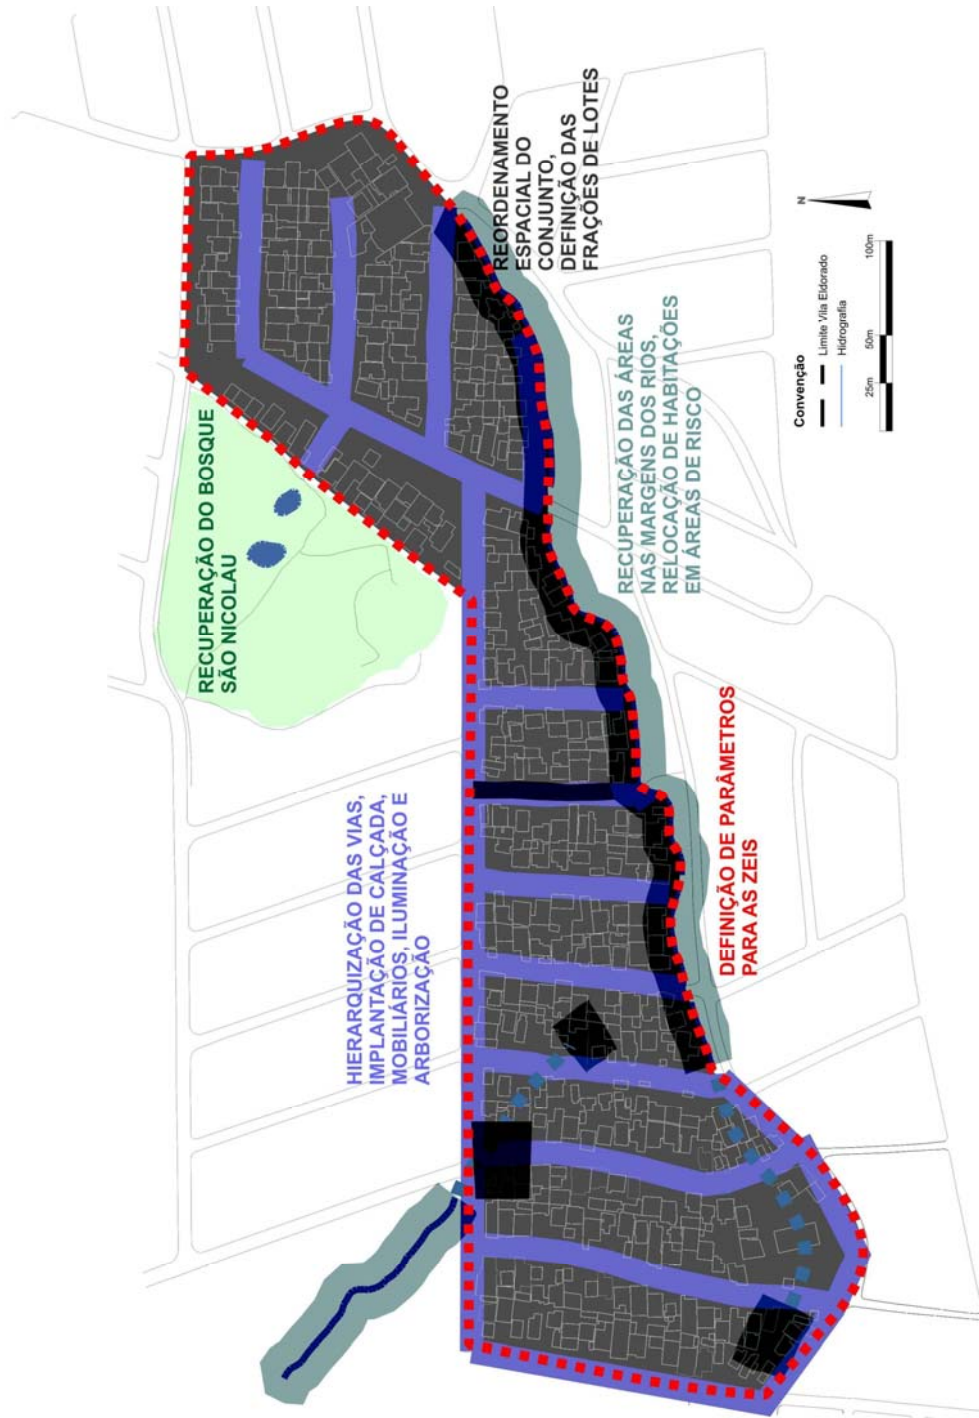 HIERARQUIZAÇÃO DAS VIAS,
IMPLANTAÇÃO DE CALÇADA,
MOBILIÁRIOS, ILUMINAÇÃO E
ARBORIZAÇÃO
RECUPERAÇÃO DO BOSQUE
SÃO NICOLAU
REORDENAMENTO
ESPACIAL DO
CONJUNTO,
DEFINIÇÃO DAS
FRAÇÕES DE LOTES
RECUPERAÇÃO DAS ÁREAS
NAS MARGENS DOS RIOS,
RELOCAÇÃO DE HABITAÇÕES
EM ÁREAS DE RISCO
DEFINIÇÃO DE PARÂMETROS
PARA AS ZEIS
Convenção
Limite Vila Eldorado
Hidrografia
25m 50m 100m
N